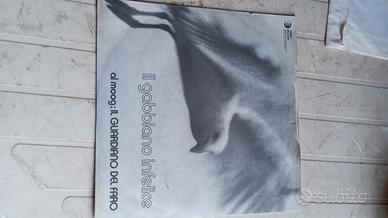 il gabbiano infelice
al moog: IL GUARDIANO DEL FARO
subito